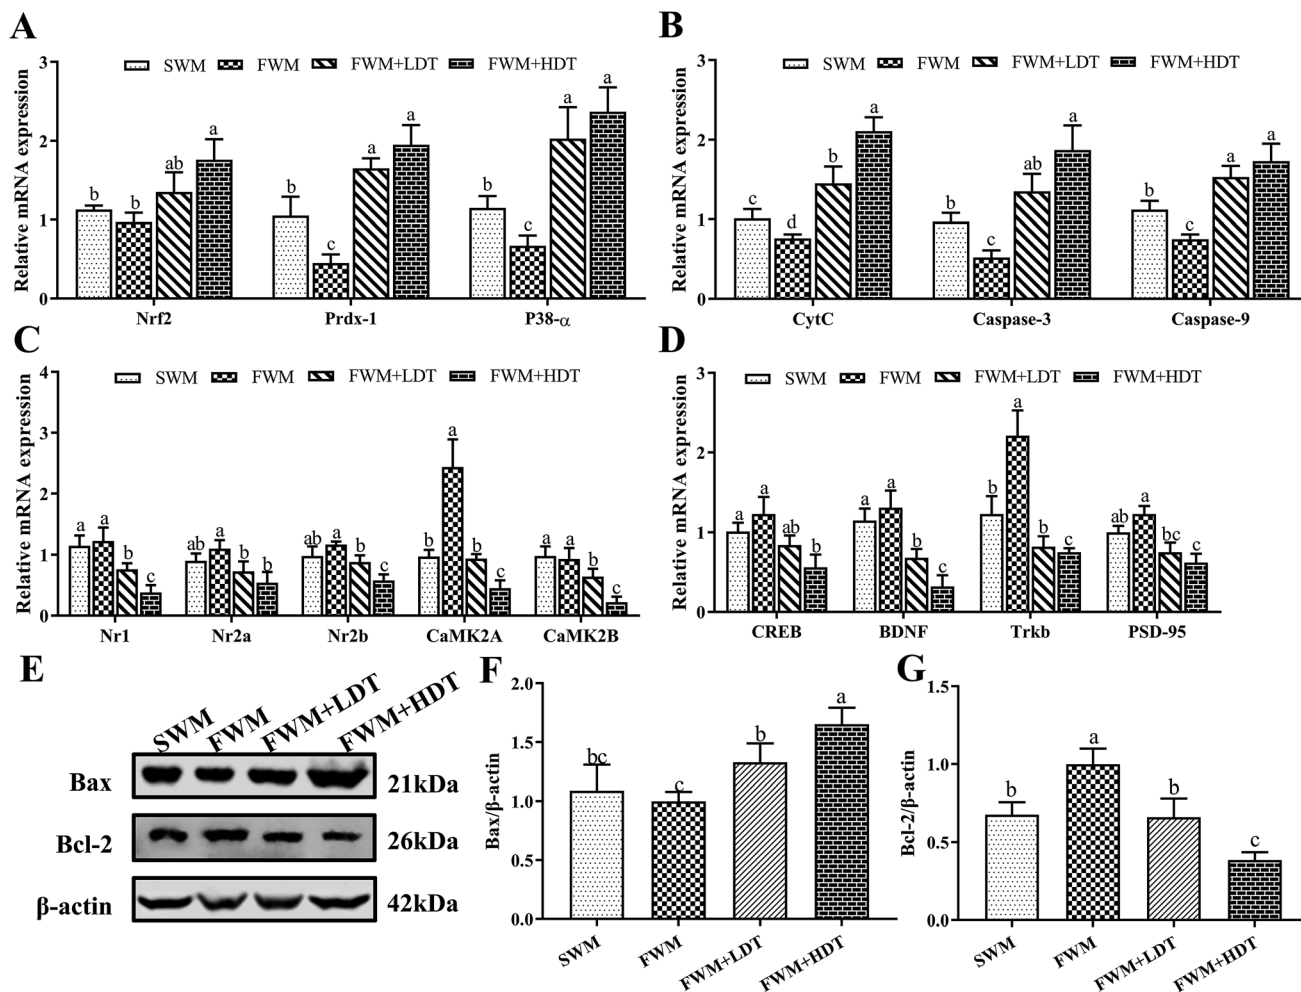 A
SWM FWM FWM+LDT FWM+HDT
Relative mRNA expression
3
2
1
0
b b ab a
b c a a
b c a a
Nrf2 Prdx-1 P38-α
B
SWM FWM FWM+LDT FWM+HDT
Relative mRNA expression
3
2
1
0
c d b a
b c ab a
b c a a
CytC Caspase-3 Caspase-9
C
SWM FWM FWM+LDT FWM+HDT
Relative mRNA expression
4
3
2
1
0
a a b c
ab a b b
ab a b c
b a b c
a a b c
Nr1 Nr2a Nr2b CaMK2A CaMK2B
D
SWM FWM FWM+LDT FWM+HDT
Relative mRNA expression
3
2
1
0
a a ab b
a a b c
b a b b
ab a bc c
CREB BDNF Trkb PSD-95
E
SWM FWM FWM+LDT FWM+HDT
Bax 21kDa
Bcl-2 26kDa
β-actin 42kDa
F
Bax/β-actin
2.0
1.5
1.0
0.5
0.0
bc c b a
SWM FWM FWM+LDT FWM+HDT
G
Bcl-2/β-actin
1.5
1.0
0.5
0.0
b a b c
SWM FWM FWM+LDT FWM+HDT